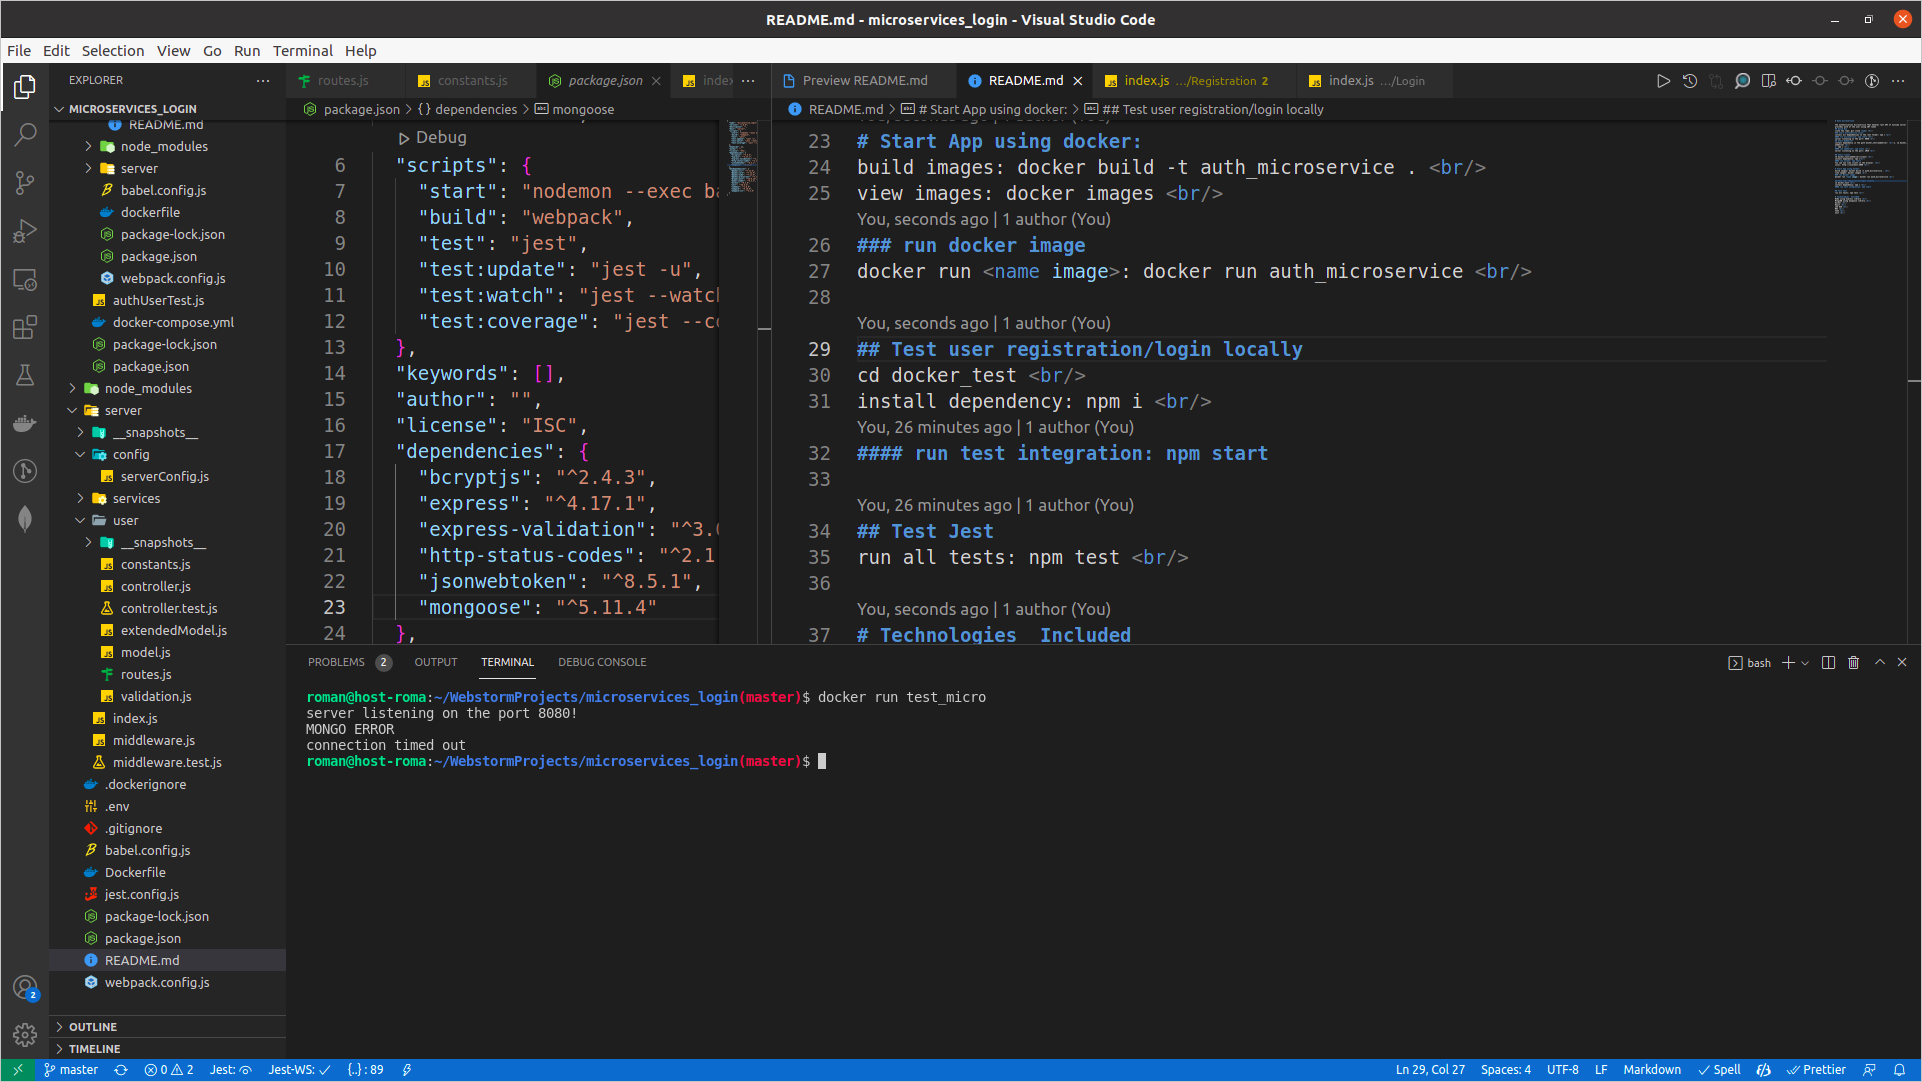 README.md - microservices_login - Visual Studio Code
File Edit Selection View Go Run Terminal Help
EXPLORER
MICROSERVICES_LOGIN
README.md
node_modules
server
babel.config.js
dockerfile
package-lock.json
package.json
webpack.config.js
authUserTest.js
docker-compose.yml
package-lock.json
package.json
node_modules
server
__snapshots__
config
serverConfig.js
services
user
__snapshots__
constants.js
controller.js
controller.test.js
extendedModel.js
model.js
routes.js
validation.js
index.js
middleware.js
middleware.test.js
.dockerignore
.env
.gitignore
babel.config.js
Dockerfile
jest.config.js
package-lock.json
package.json
README.md
webpack.config.js
OUTLINE
TIMELINE
2
routes.js constants.js package.json index
package.json > { } dependencies > mongoose
Debug
6 "scripts": {
7 "start": "nodemon --exec ba
8 "build": "webpack",
9 "test": "jest",
10 "test:update": "jest -u",
11 "test:watch": "jest --watch
12 "test:coverage": "jest --co
13 },
14 "keywords": [],
15 "author": "",
16 "license": "ISC",
17 "dependencies": {
18 "bcryptjs": "^2.4.3",
19 "express": "^4.17.1",
20 "express-validation": "^3.0
21 "http-status-codes": "^2.1
22 "jsonwebtoken": "^8.5.1",
23 "mongoose": "^5.11.4"
24 },
Preview README.md README.md index.js .../Registration 2 index.js .../Login
README.md > # Start App using docker: > ## Test user registration/login locally
23 # Start App using docker:
24 build images: docker build -t auth_microservice . <br/>
25 view images: docker images <br/>
You, seconds ago | 1 author (You)
26 ### run docker image
27 docker run <name image>: docker run auth_microservice <br/>
28
You, seconds ago | 1 author (You)
29 ## Test user registration/login locally
30 cd docker_test <br/>
31 install dependency: npm i <br/>
You, 26 minutes ago | 1 author (You)
32 #### run test integration: npm start
33
You, 26 minutes ago | 1 author (You)
34 ## Test Jest
35 run all tests: npm test <br/>
36
You, seconds ago | 1 author (You)
37 # Technologies  Included
PROBLEMS 2 OUTPUT TERMINAL DEBUG CONSOLE
bash
roman@host-roma:~/WebstormProjects/microservices_login(master)$ docker run test_micro
server listening on the port 8080!
MONGO ERROR
connection timed out
roman@host-roma:~/WebstormProjects/microservices_login(master)$
master 0 2 Jest: Jest-WS: {..} : 89 Ln 29, Col 27 Spaces: 4 UTF-8 LF Markdown Spell Prettier